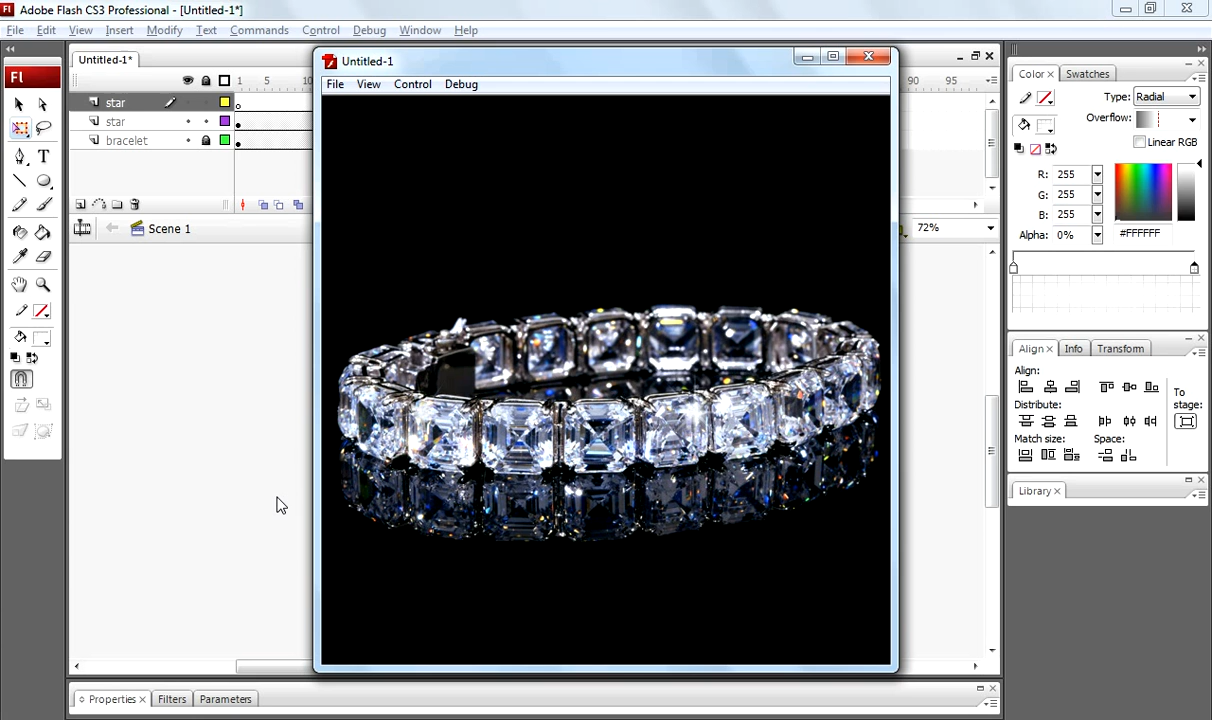 Adobe Flash CS3 Professional - [Untitled-1*]
File Edit View Insert Modify Text Commands Control Debug Window Help
Untitled-1*
Untitled-1
File View Control Debug
1 5 10
90 95
star
star
bracelet
Scene 1
72%
Fl
Color
Swatches
Type: Radial
Overflow:
Linear RGB
R: 255
G: 255
B: 255
Alpha: 0%
#FFFFFF
Align
Info
Transform
Align:
Distribute:
Match size:
Space:
To
stage:
Library
Properties
Filters
Parameters